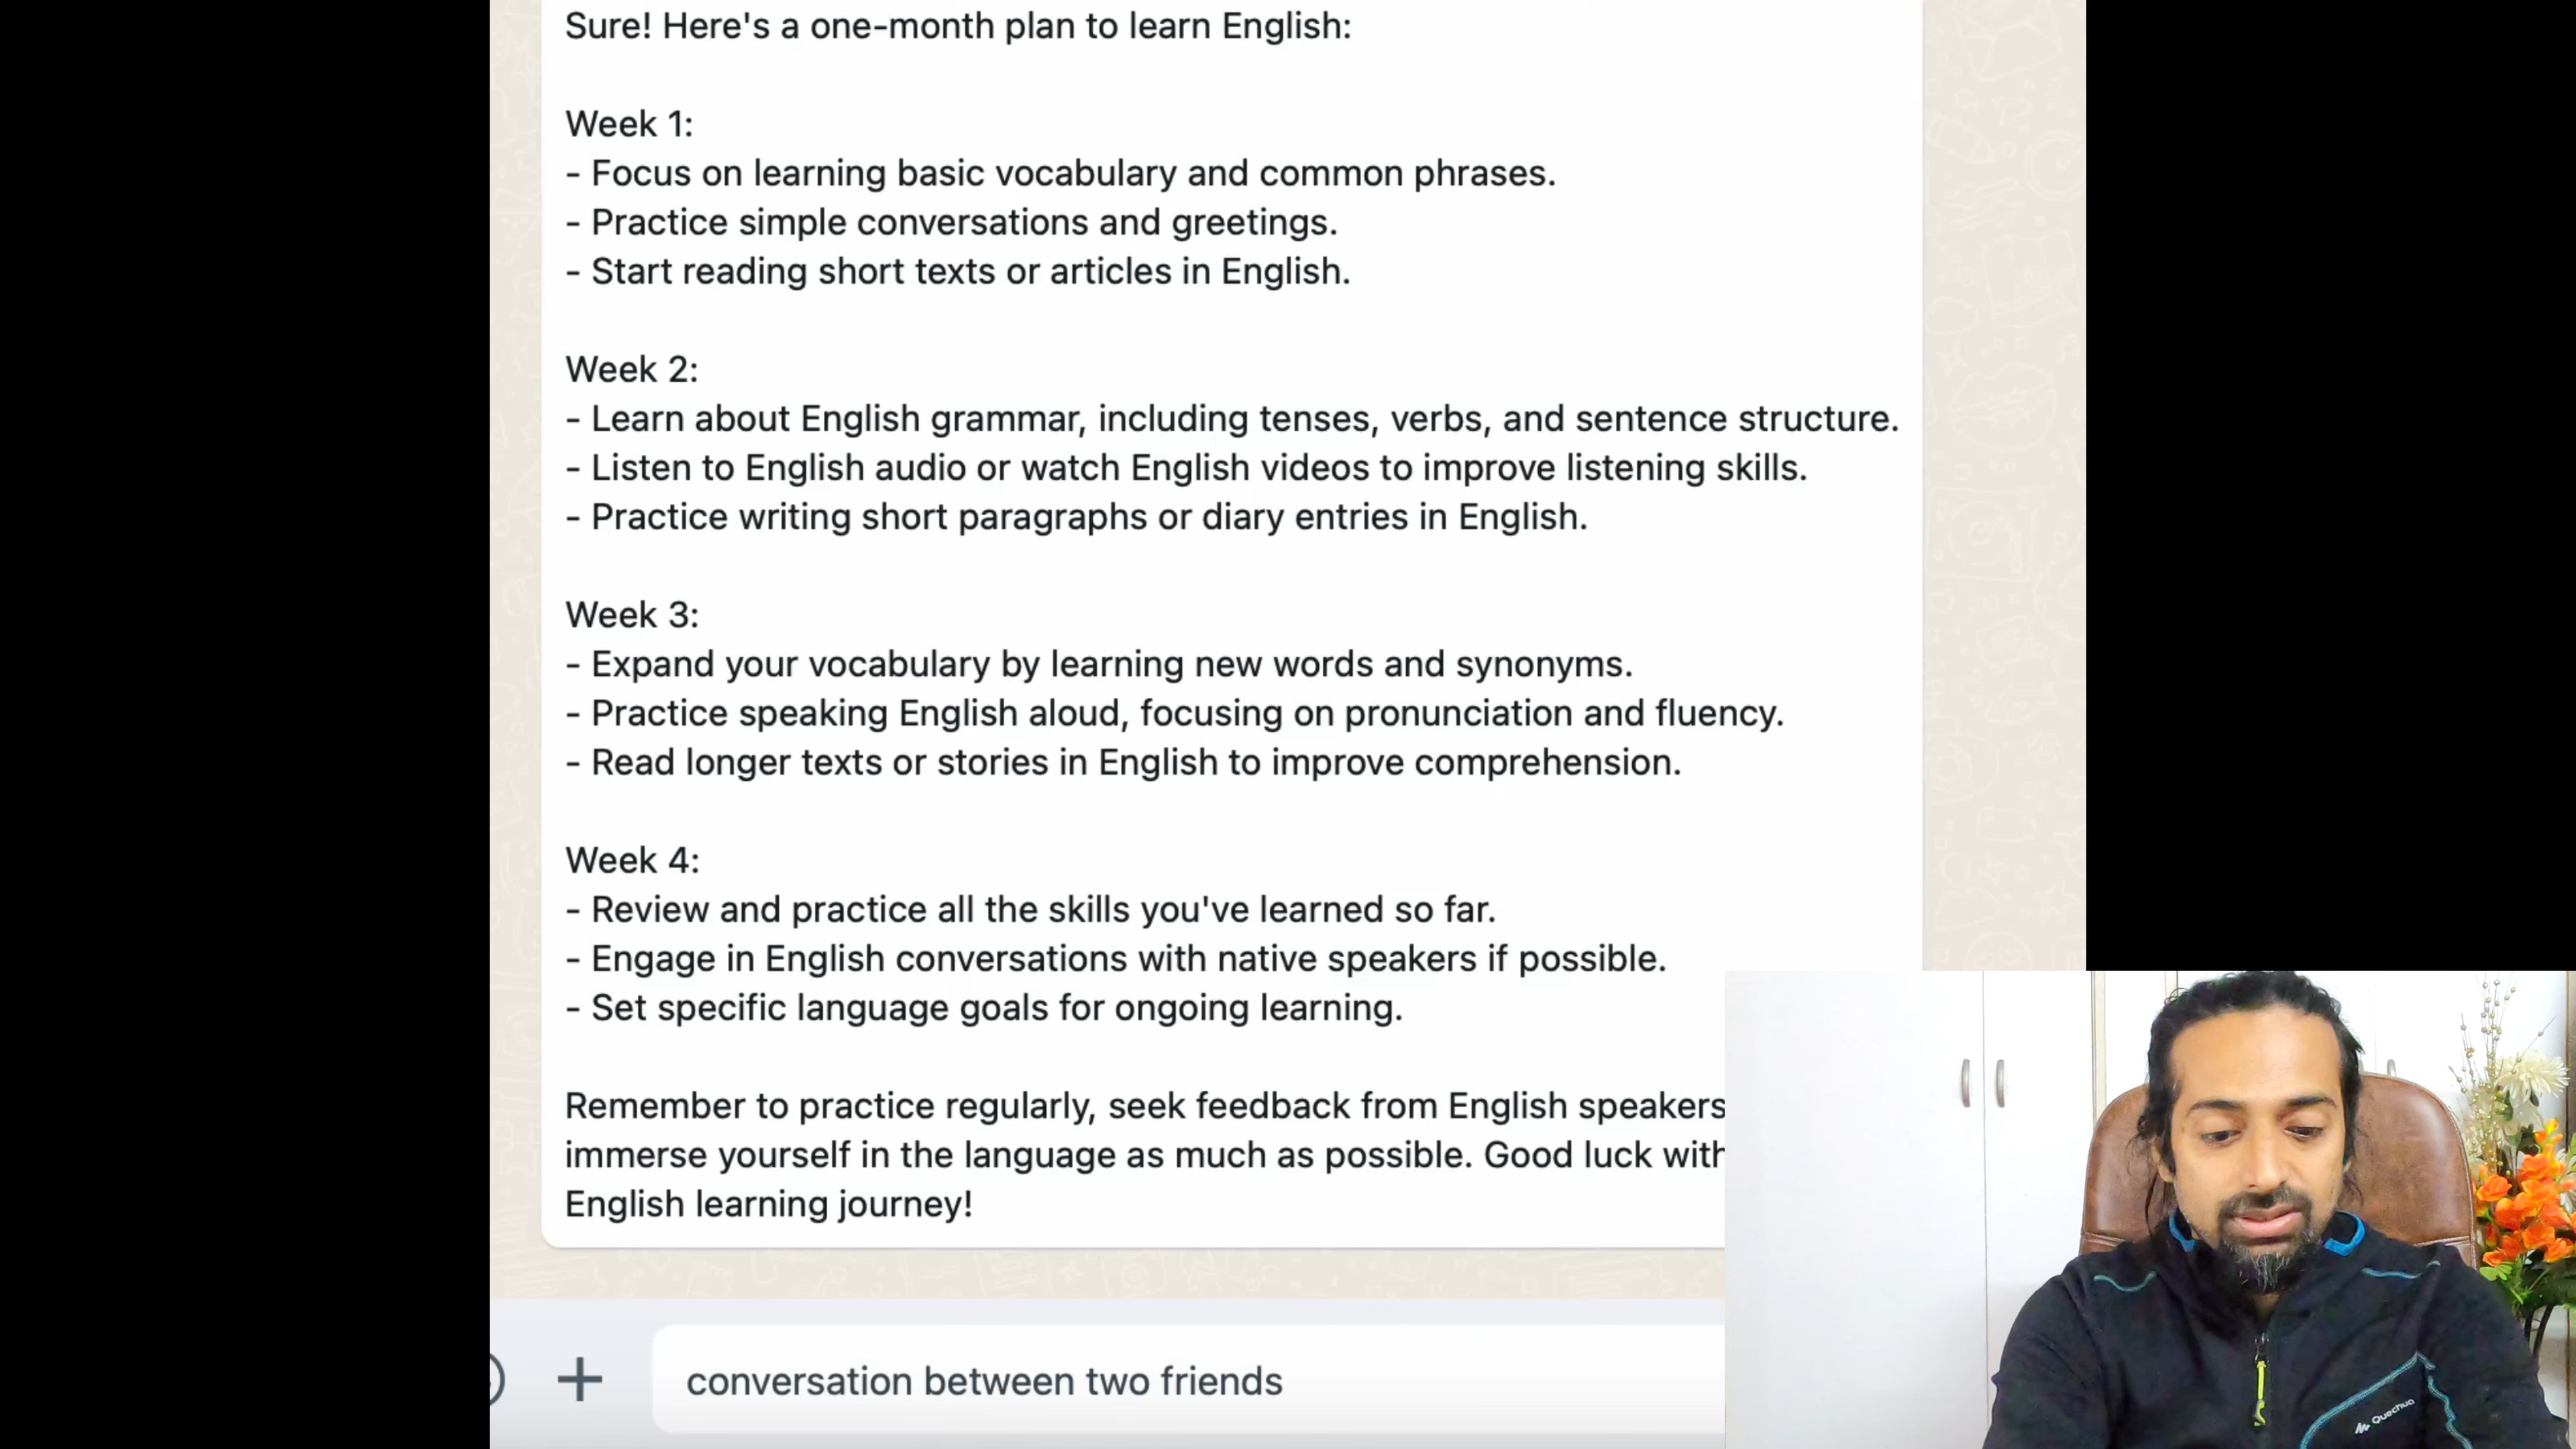 Sure! Here's a one-month plan to learn English:
Week 1:
- Focus on learning basic vocabulary and common phrases.
- Practice simple conversations and greetings.
- Start reading short texts or articles in English.
Week 2:
- Learn about English grammar, including tenses, verbs, and sentence structure.
- Listen to English audio or watch English videos to improve listening skills.
- Practice writing short paragraphs or diary entries in English.
Week 3:
- Expand your vocabulary by learning new words and synonyms.
- Practice speaking English aloud, focusing on pronunciation and fluency.
- Read longer texts or stories in English to improve comprehension.
Week 4:
- Review and practice all the skills you've learned so far.
- Engage in English conversations with native speakers if possible.
- Set specific language goals for ongoing learning.
Remember to practice regularly, seek feedback from English speakers
immerse yourself in the language as much as possible. Good luck with
English learning journey!
conversation between two friends
Quechua